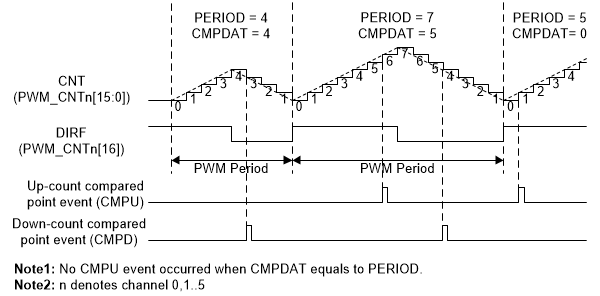 PERIOD = 4
CMPDAT = 4
PERIOD = 7
CMPDAT = 5
PERIOD = 5
CMPDAT= 0
CNT
(PWM_CNTn[15:0])
0 1 2 3 4 3 2 1 0 1 2 3 4 5 6 7 6 5 4 3 2 1 0 1 2 3 4
DIRF
(PWM_CNTn[16])
PWM Period
PWM Period
Up-count compared
point event (CMPU)
Down-count compared
point event (CMPD)
Note1: No CMPU event occurred when CMPDAT equals to PERIOD.
Note2: n denotes channel 0,1..5